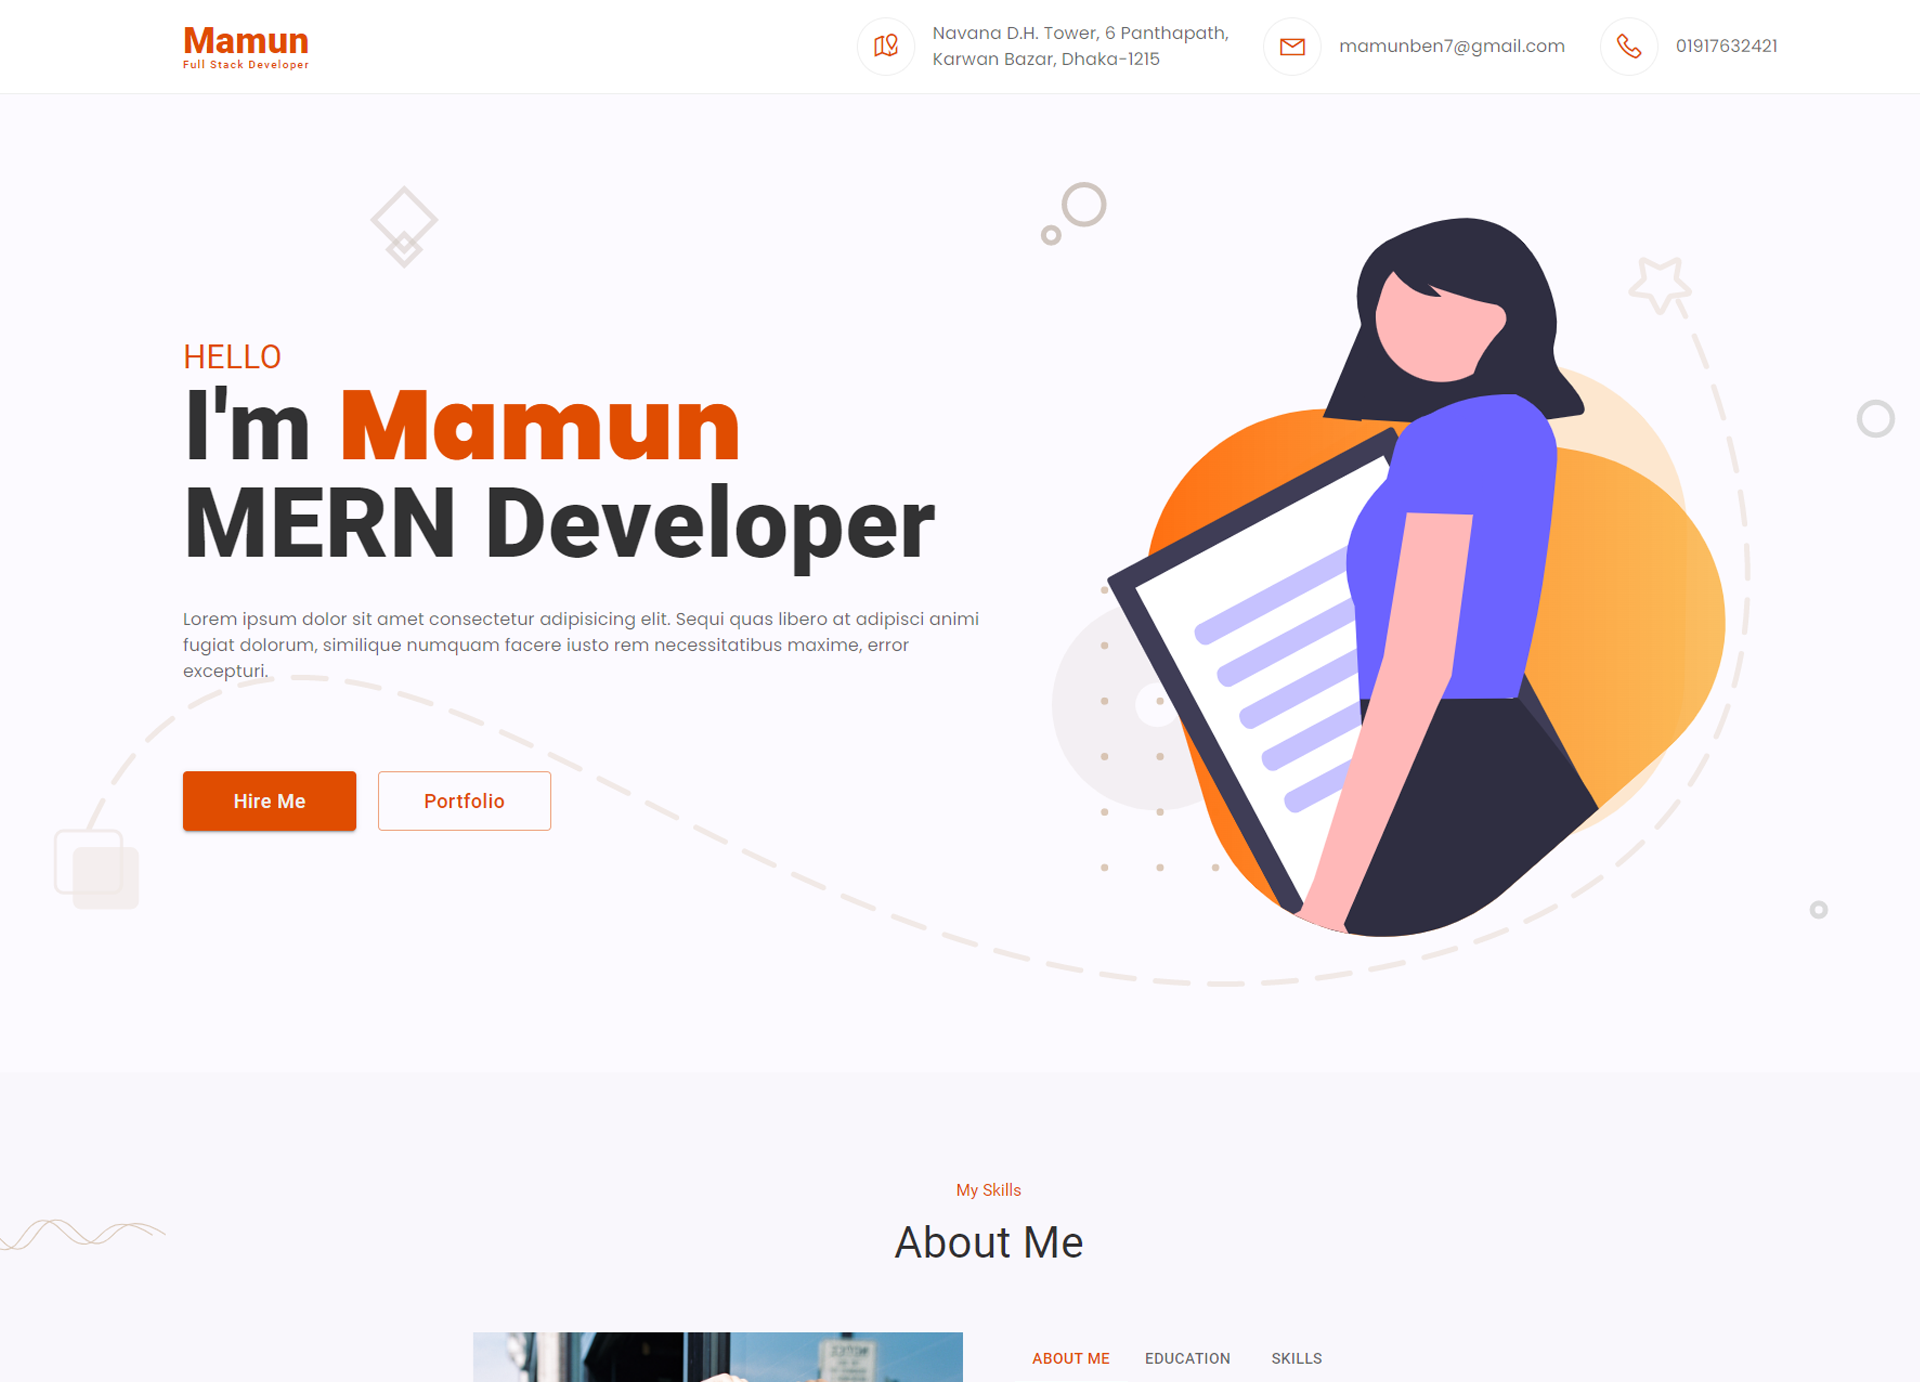 Mamun
Full Stack Developer
Navana D.H. Tower, 6 Panthapath,
Karwan Bazar, Dhaka-1215
mamunben7@gmail.com
01917632421
HELLO
I'm Mamun
MERN Developer
Lorem ipsum dolor sit amet consectetur adipisicing elit. Sequi quas libero at adipisci animi
fugiat dolorum, similique numquam facere iusto rem necessitatibus maxime, error
excepturi.
Hire Me
Portfolio
My Skills
About Me
ABOUT ME
EDUCATION
SKILLS